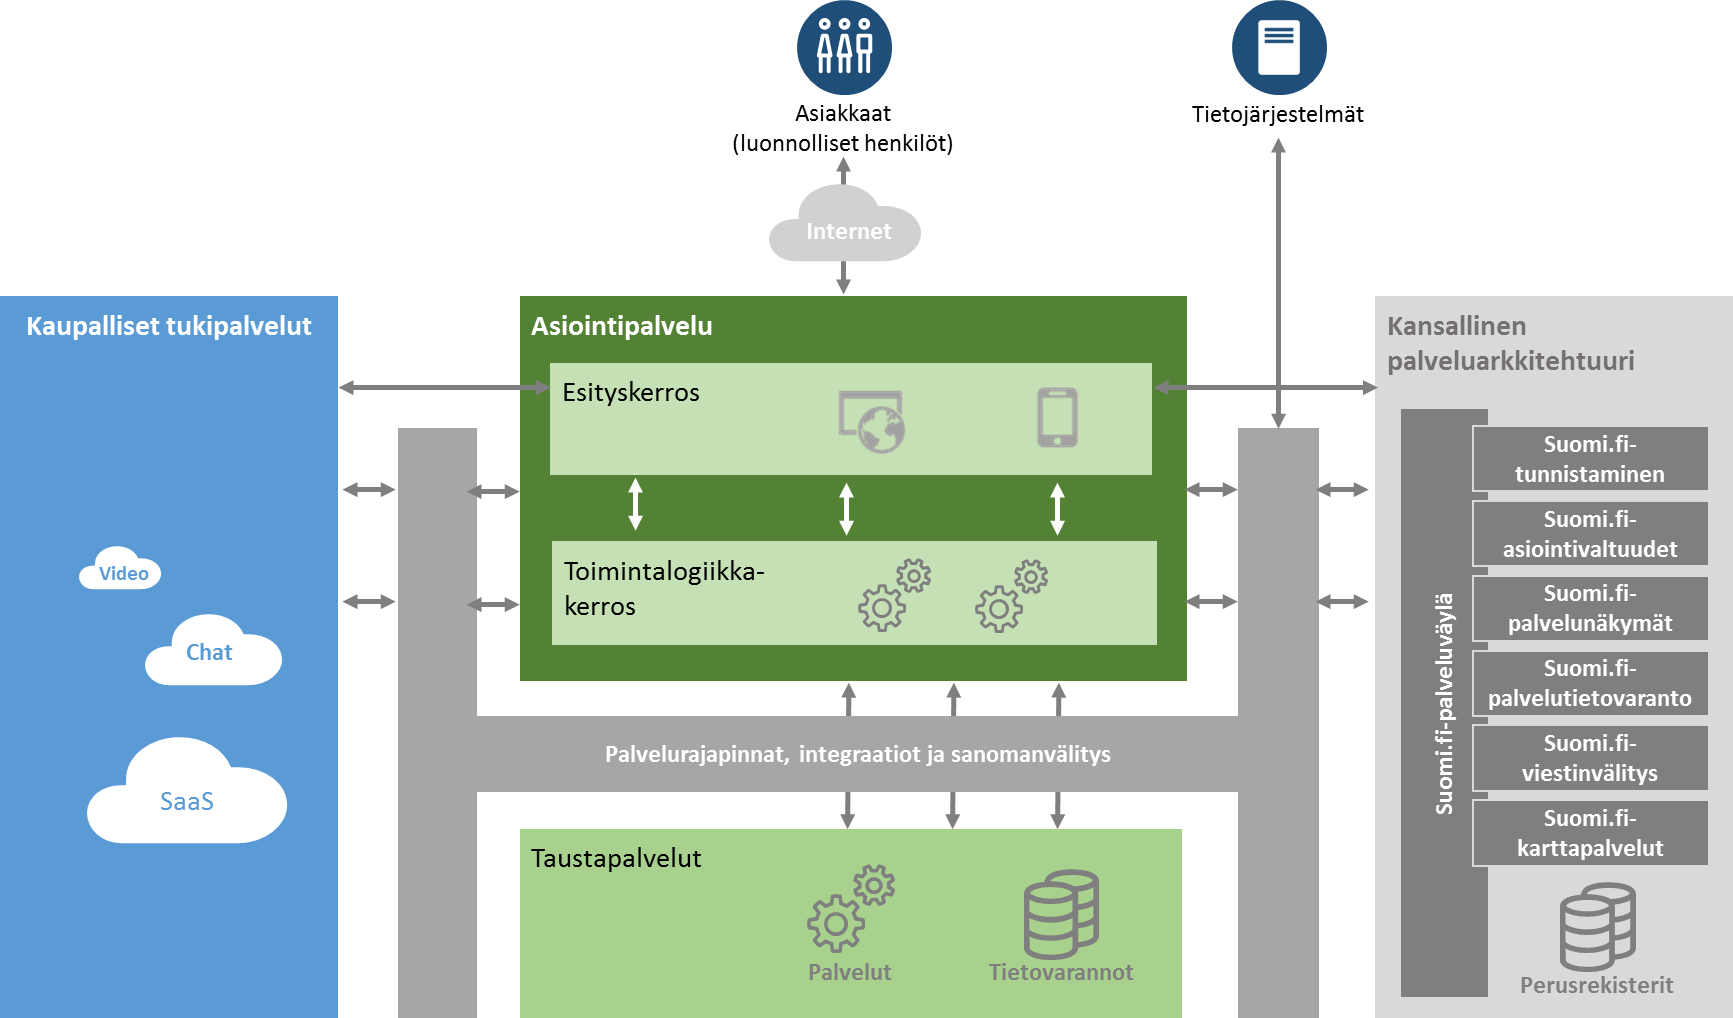 Asiakkaat
(luonnolliset henkilöt)
Tietojärjestelmät
Internet
Kaupalliset tukipalvelut
Video
Chat
SaaS
Asiointipalvelu
Esityskerros
Toimintalogiikka-
kerros
Palvelurajapinnat, integraatiot ja sanomanvälitys
Taustapalvelut
Palvelut
Tietovarannot
Kansallinen
palveluarkkitehtuuri
Suomi.fi-palveluväylä
Suomi.fi-
tunnistaminen
Suomi.fi-
asiointivaltuudet
Suomi.fi-
palvelunäkymät
Suomi.fi-
palvelutietovaranto
Suomi.fi-
viestinvälitys
Suomi.fi-
karttapalvelut
Perusrekisterit